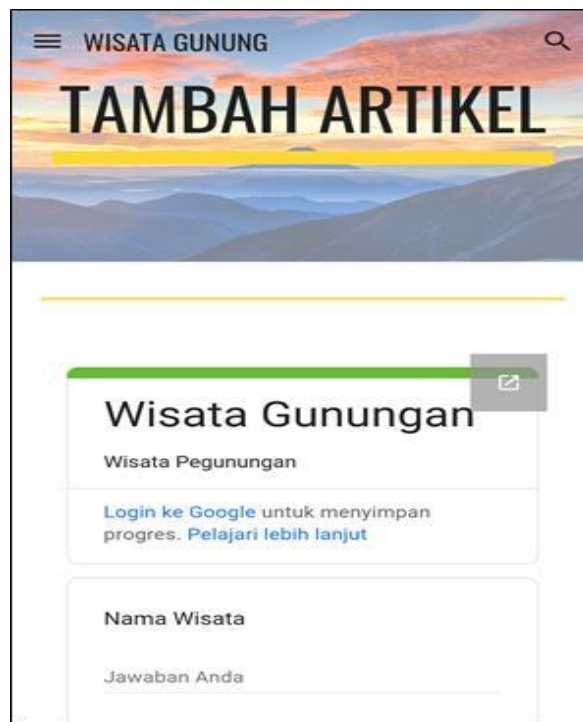 WISATA GUNUNG
TAMBAH ARTIKEL
Wisata Gunungan
Wisata Pegunungan
Login ke Google untuk menyimpan
progres. Pelajari lebih lanjut
Nama Wisata
Jawaban Anda